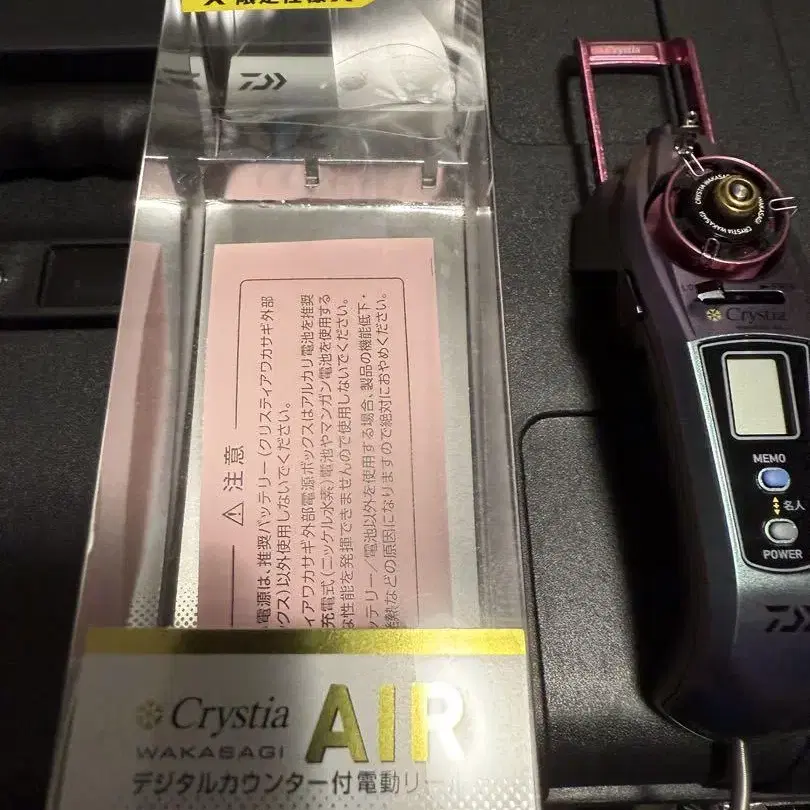 限定仕様
⚠ 注意
電源は、推奨バッテリー(クリスティアワカサギ外部
クス)以外使用しないでください。
ィアワカサギ外部電源ボックスはアルカリ電池を推奨
充電式(ニッケル水素)電池やマンガン電池を使用する
な性能を発揮できませんので使用しないでください。
ッテリー/電池以外を使用する場合、製品の機能低下・
熱などの原因になりますので絶対におやめください。
Crystia AIR
WAKASAGI
デジタルカウンター付電動リー
Crystia
CRYSTIA WAKASAGI
CRYSTIA WAKASAGI
Crystia
MEMO
名人
POWER